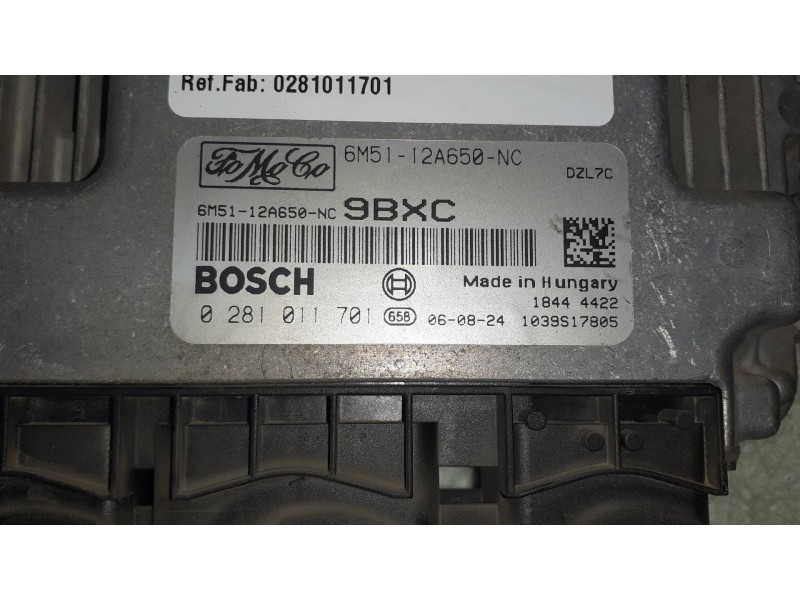 Ref.Fab: 0281011701
FoMoCo 6M51-12A650-NC
DZL7C
6M51-12A650-NC 9BXC
BOSCH
Made in Hungary
1844 4422
0 281 011 701 658 06-08-24 1039S17805